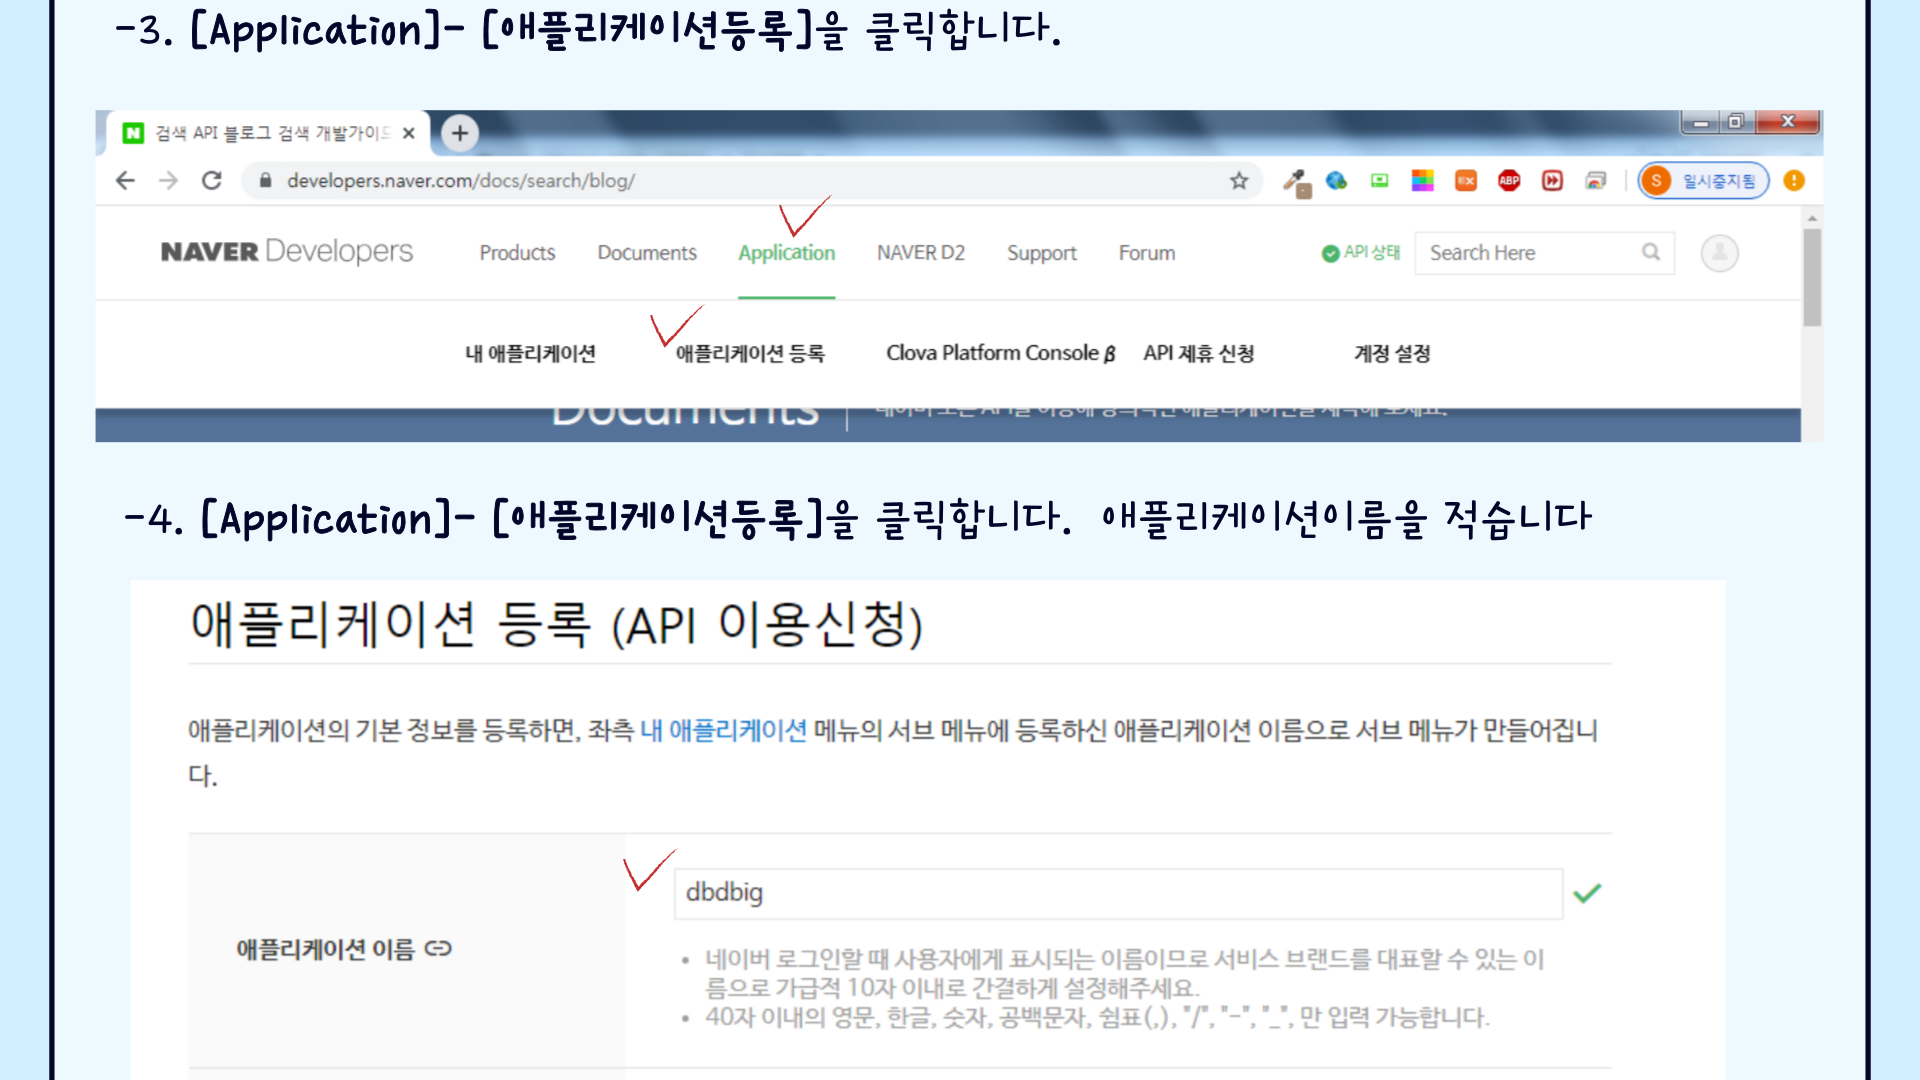 -3. [Application]- [애플리케이션등록]을 클릭합니다.
검색 API 블로그 검색 개발가이드
developers.naver.com/docs/search/blog/
ABP
S 일시중지됨
NAVER Developers Products Documents Application NAVER D2 Support Forum API 상태 Search Here
내 애플리케이션 애플리케이션 등록 Clova Platform Console β API 제휴 신청 계정 설정
Documents
-4. [Application]- [애플리케이션등록]을 클릭합니다. 애플리케이션이름을 적습니다
애플리케이션 등록 (API 이용신청)
애플리케이션의 기본 정보를 등록하면, 좌측 내 애플리케이션 메뉴의 서브 메뉴에 등록하신 애플리케이션 이름으로 서브 메뉴가 만들어집니
다.
dbdbig
애플리케이션 이름
• 네이버 로그인할 때 사용자에게 표시되는 이름이므로 서비스 브랜드를 대표할 수 있는 이
름으로 가급적 10자 이내로 간결하게 설정해주세요.
• 40자 이내의 영문, 한글, 숫자, 공백문자, 쉼표(,), "/", "-", "_", 만 입력 가능합니다.